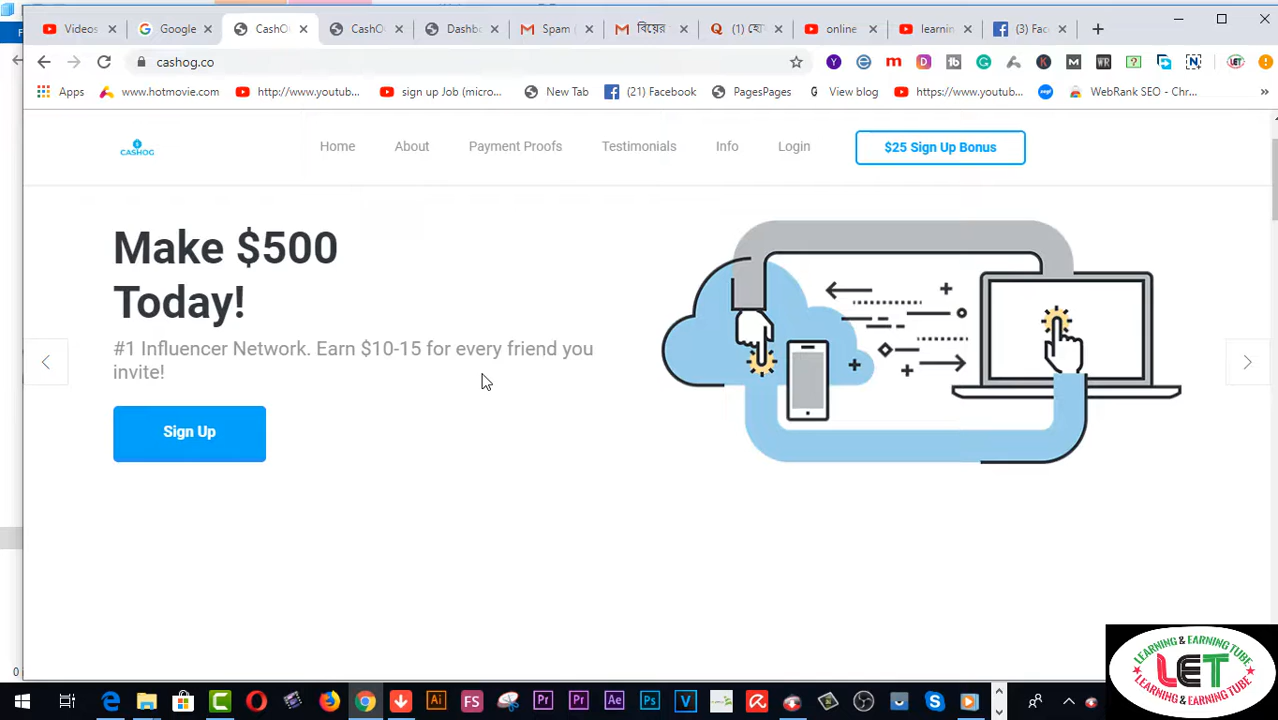 Videos
Google
CashO
CashO
Dashb
Spam (
বিয়ের
(1) হো
online
learnin
(3) Fac
cashog.co
Apps
www.hotmovie.com
http://www.youtub...
sign up Job (micro...
New Tab
(21) Facebook
PagesPages
View blog
https://www.youtub...
WebRank SEO - Chr...
CASHOG
Home
About
Payment Proofs
Testimonials
Info
Login
$25 Sign Up Bonus
Make $500
Today!
#1 Influencer Network. Earn $10-15 for every friend you
invite!
Sign Up
LEARNING & EARNING TUBE
LET
LEARNING & EARNING TUBE